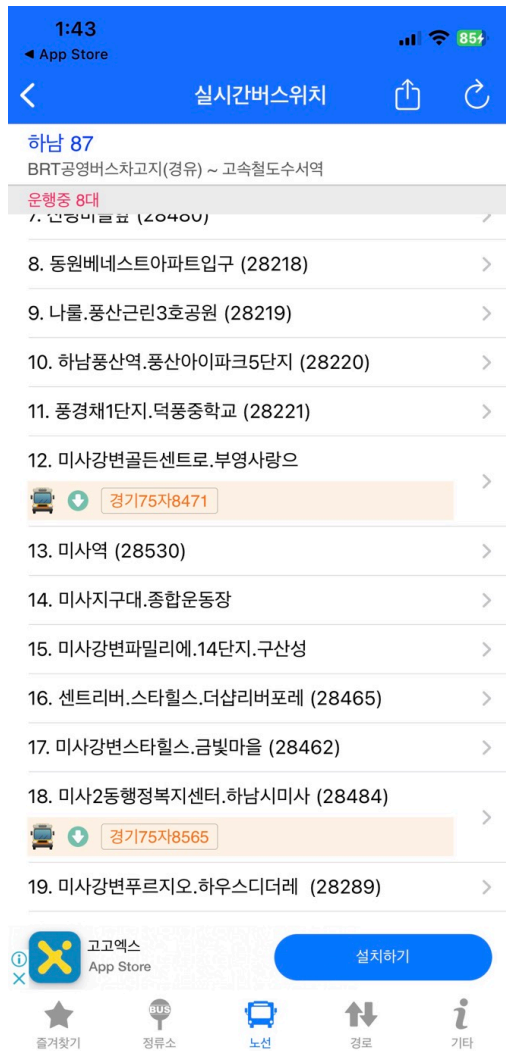 1:43
85
◀ App Store
실시간버스위치
하남 87
BRT공영버스차고지(경유) ~ 고속철도수서역
운행중 8대
(28480)
8. 동원베네스트아파트입구 (28218)
9. 나룰.풍산근린3호공원 (28219)
10. 하남풍산역.풍산아이파크5단지 (28220)
11. 풍경채1단지.덕풍중학교 (28221)
12. 미사강변골든센트로.부영사랑으
경기75자8471
13. 미사역 (28530)
14. 미사지구대.종합운동장
15. 미사강변파밀리에.14단지.구산성
16. 센트리버.스타힐스.더샵리버포레 (28465)
17. 미사강변스타힐스.금빛마을 (28462)
18. 미사2동행정복지센터.하남시미사 (28484)
경기75자8565
19. 미사강변푸르지오.하우스디더레 (28289)
고고엑스
App Store
설치하기
BUS
즐겨찾기 정류소 노선 경로 기타